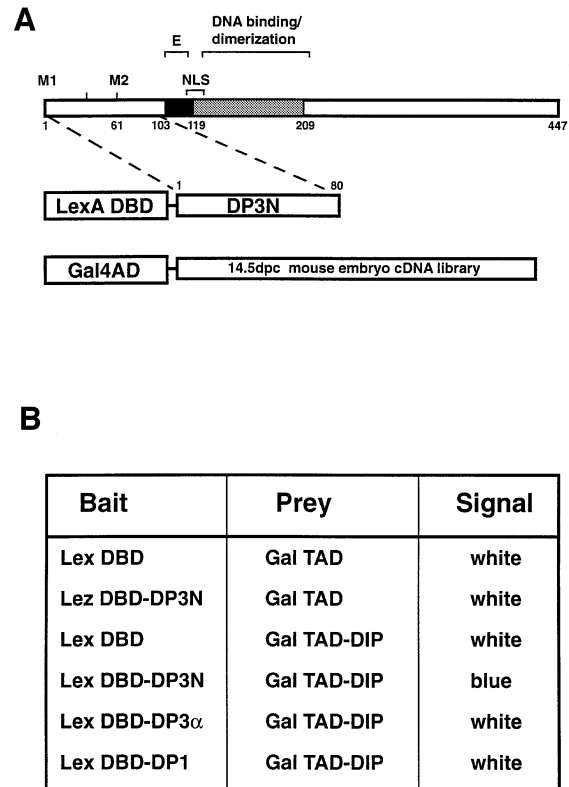 A
DNA binding/
dimerization
E
M1 M2 NLS
1 61 103 119 209 447
1 80
LexA DBD DP3N
Gal4AD 14.5dpc mouse embryo cDNA library
B
Bait Prey Signal
Lex DBD Gal TAD white
Lez DBD-DP3N Gal TAD white
Lex DBD Gal TAD-DIP white
Lex DBD-DP3N Gal TAD-DIP blue
Lex DBD-DP3α Gal TAD-DIP white
Lex DBD-DP1 Gal TAD-DIP white